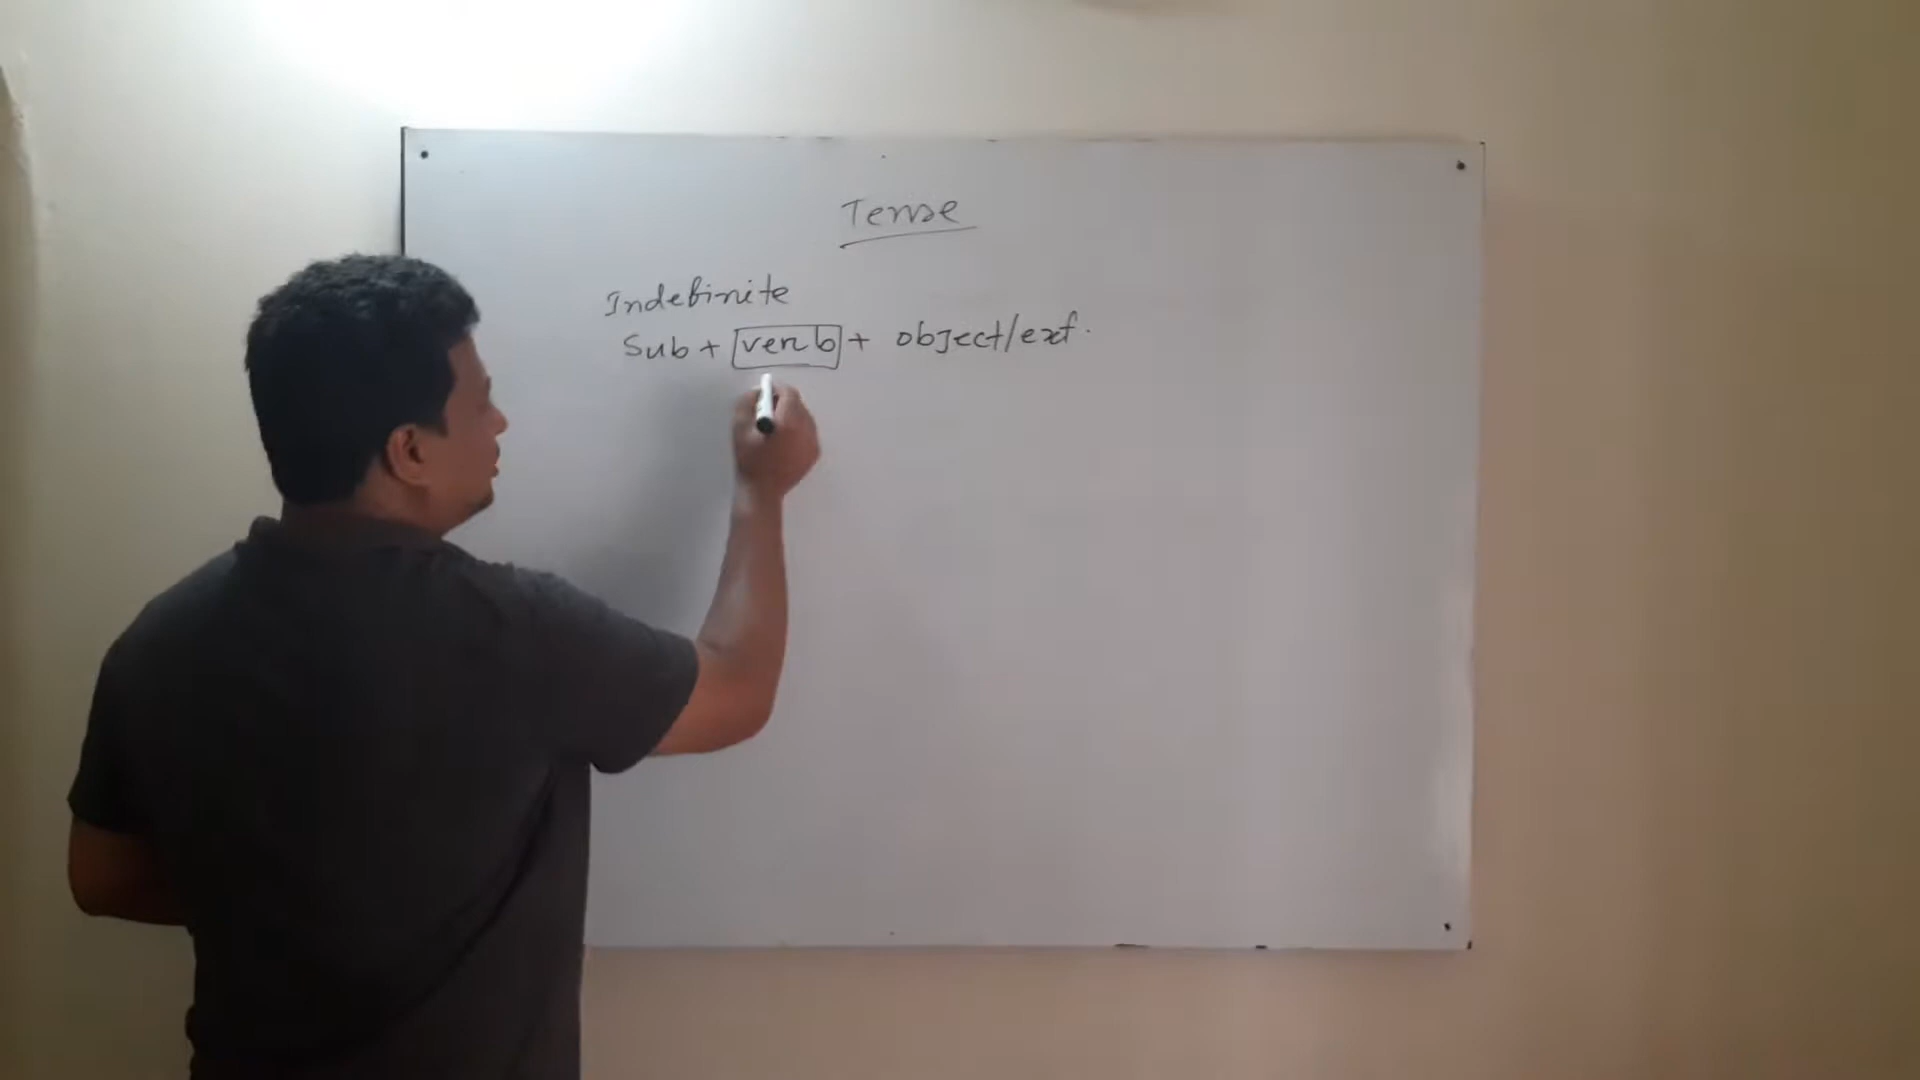 Tense
Indefinite
Sub + verb + object/ext.